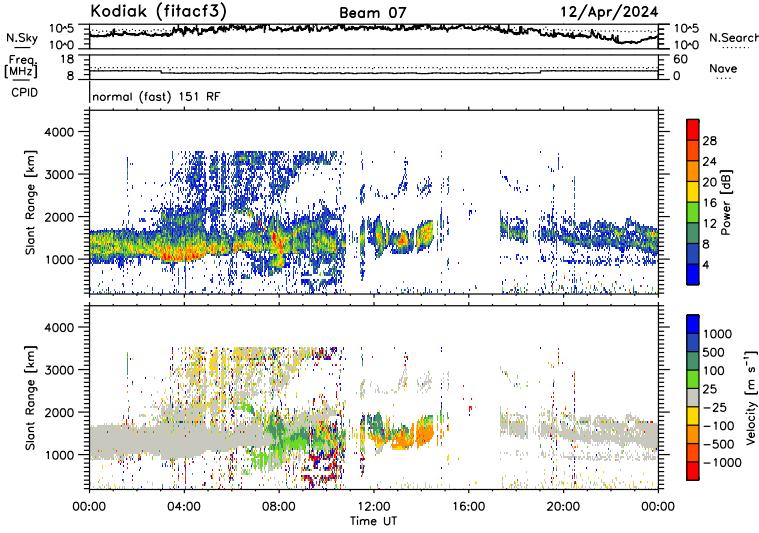 Kodiak (fitacf3) Beam 07 12/Apr/2024
N.Sky 10^5 10^0 10^5 10^0 N.Search
Freq. [MHz] 18 8 60 0 Nave
CPID normal (fast) 151 RF
4000
3000
2000
1000
Slant Range [km]
28
24
20
16
12
8
4
Power [dB]
4000
3000
2000
1000
Slant Range [km]
1000
500
100
25
-25
-100
-500
-1000
Velocity [m s⁻¹]
00:00 04:00 08:00 12:00 16:00 20:00 00:00
Time UT